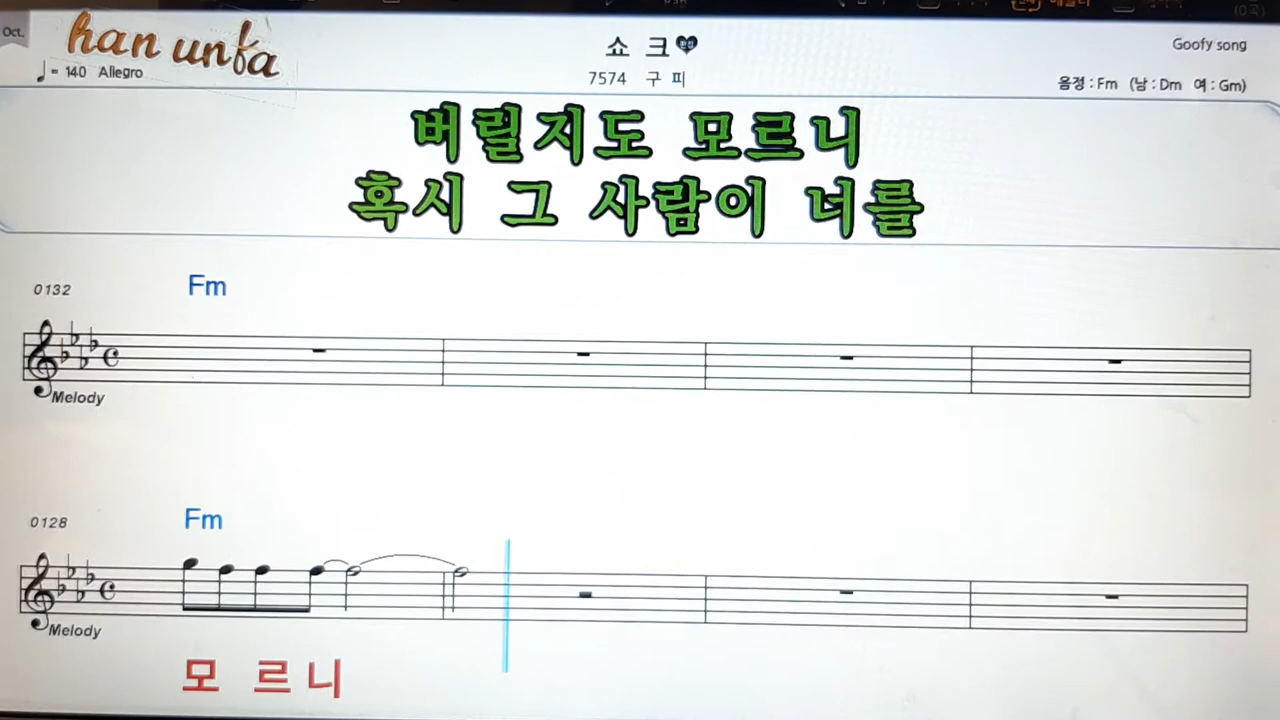 Oct.
han unfa
쇼 크
Goofy song
= 140 Allegro
7574 구 피
음정 : Fm (남 : Dm 여 : Gm)
버릴지도 모르니
혹시 그 사람이 너를
0132
Fm
Melody
0128
Fm
Melody
모 르 니